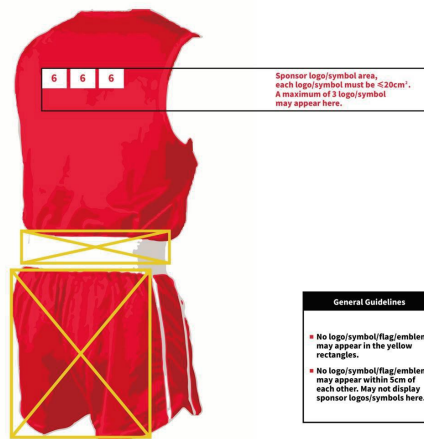 6 6 6
Sponsor logo/symbol area,
each logo/symbol must be ≤20cm².
A maximum of 3 logo/symbol
may appear here.
General Guidelines
No logo/symbol/flag/emblem
may appear in the yellow
rectangles.
No logo/symbol/flag/emblem
may appear within 5cm of
each other. May not display
sponsor logos/symbols here.